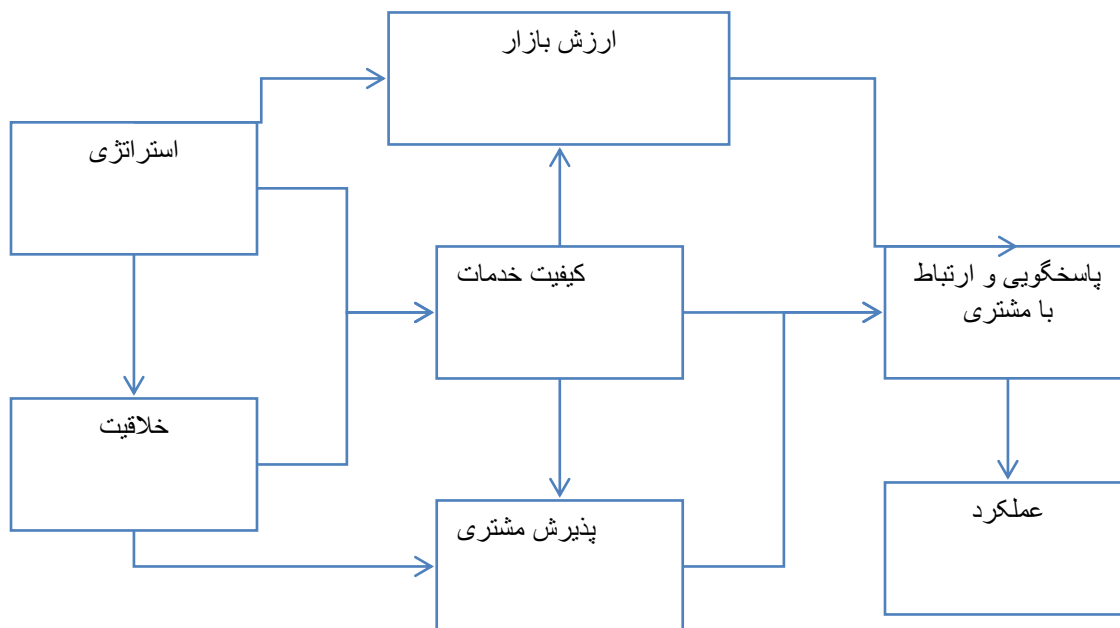 ارزش بازار
استراتژی
کیفیت خدمات
پاسخگویی و ارتباط
با مشتری
خلاقیت
پذیرش مشتری
عملکرد